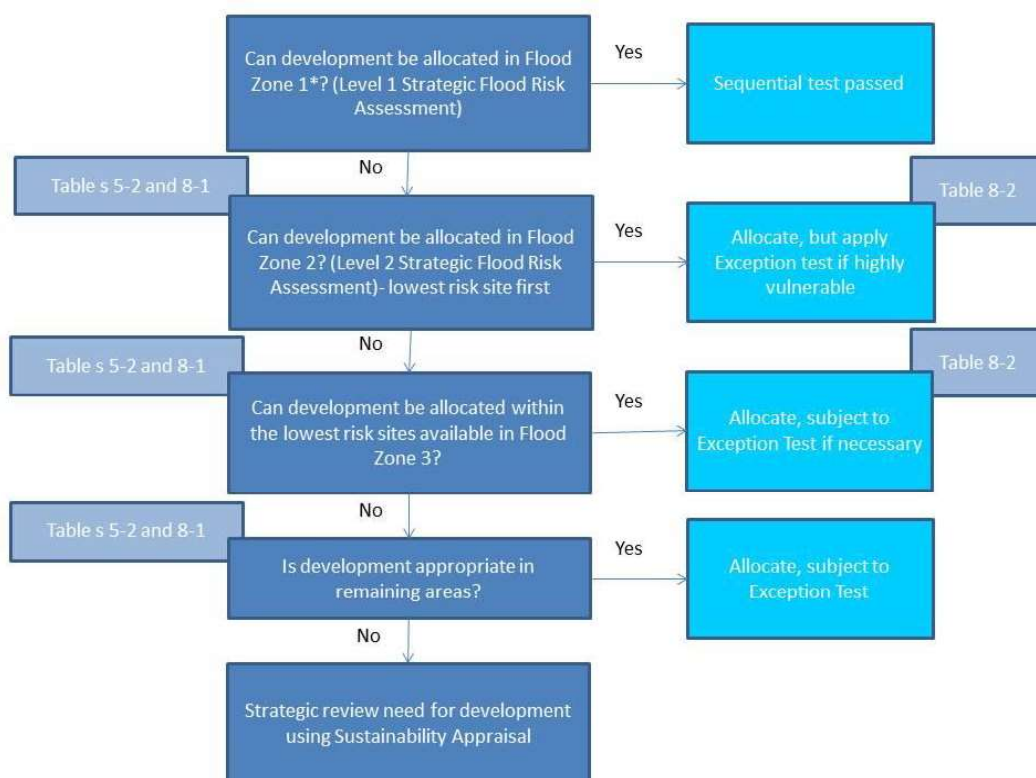 Can development be allocated in Flood
Zone 1*? (Level 1 Strategic Flood Risk
Assessment)
Yes
Sequential test passed
No
Table s 5-2 and 8-1
Table 8-2
Can development be allocated in Flood
Zone 2? (Level 2 Strategic Flood Risk
Assessment)- lowest risk site first
Yes
Allocate, but apply
Exception test if highly
vulnerable
No
Table s 5-2 and 8-1
Table 8-2
Can development be allocated within
the lowest risk sites available in Flood
Zone 3?
Yes
Allocate, subject to
Exception Test if necessary
No
Table s 5-2 and 8-1
Is development appropriate in
remaining areas?
Yes
Allocate, subject to
Exception Test
No
Strategic review need for development
using Sustainability Appraisal